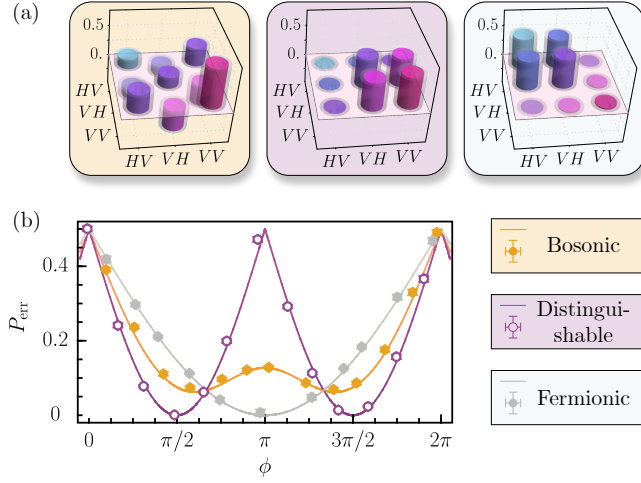 (a)
0.5
0.
HV
VH
VV
HV
VH
VV
0.5
0.
HV
VH
VV
HV
VH
VV
0.5
0.
HV
VH
VV
HV
VH
VV
(b)
P_err
0.4
0.2
0
0
π/2
π
3π/2
2π
ϕ
Bosonic
Distingui-
shable
Fermionic